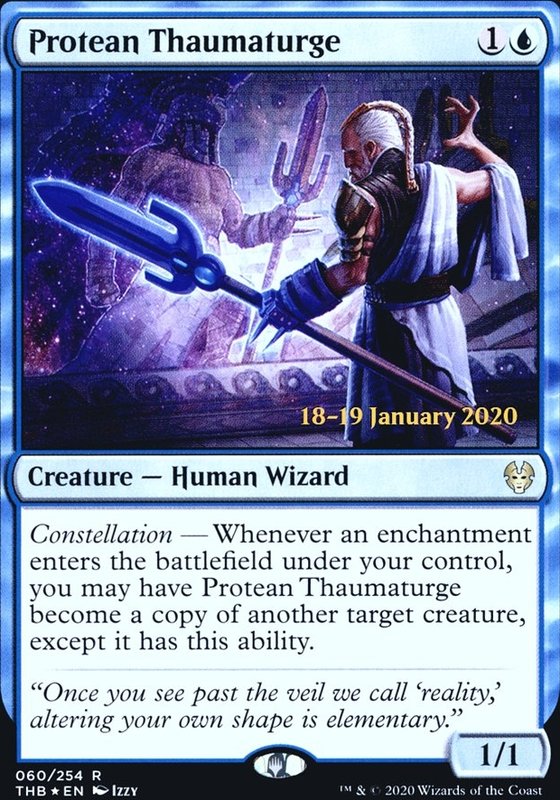 Protean Thaumaturge 1
18–19 January 2020
Creature — Human Wizard
Constellation — Whenever an enchantment
enters the battlefield under your control,
you may have Protean Thaumaturge
become a copy of another target creature,
except it has this ability.
“Once you see past the veil we call ‘reality,’
altering your own shape is elementary.”
1/1
060/254 R
THB ★ EN Izzy
™ & © 2020 Wizards of the Coast